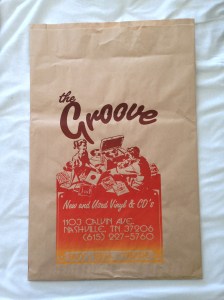 the
Groove
New and Used Vinyl & CD's
1103 CALVIN AVE.
NASHVILLE, TN 37206
(615) 227-5760